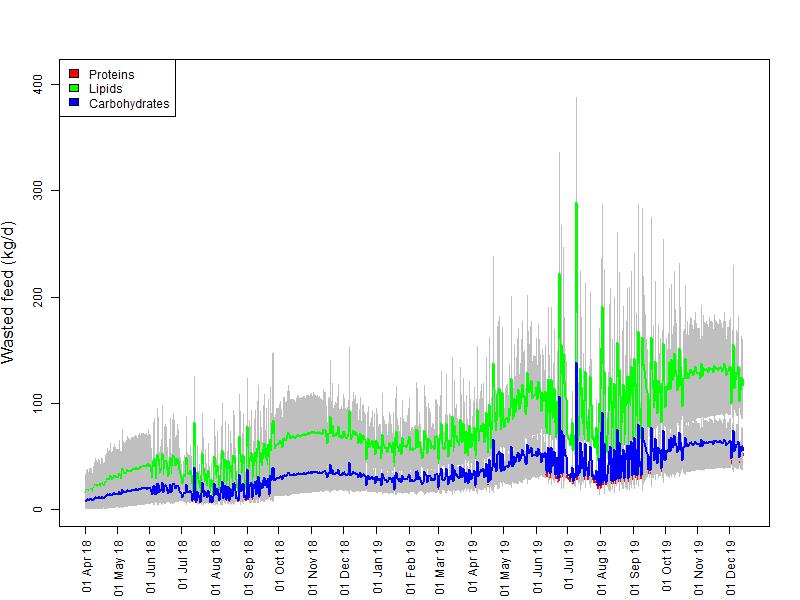 Proteins
Lipids
Carbohydrates
Wasted feed (kg/d)
400
300
200
100
0
01 Apr 18
01 May 18
01 Jun 18
01 Jul 18
01 Aug 18
01 Sep 18
01 Oct 18
01 Nov 18
01 Dec 18
01 Jan 19
01 Feb 19
01 Mar 19
01 Apr 19
01 May 19
01 Jun 19
01 Jul 19
01 Aug 19
01 Sep 19
01 Oct 19
01 Nov 19
01 Dec 19